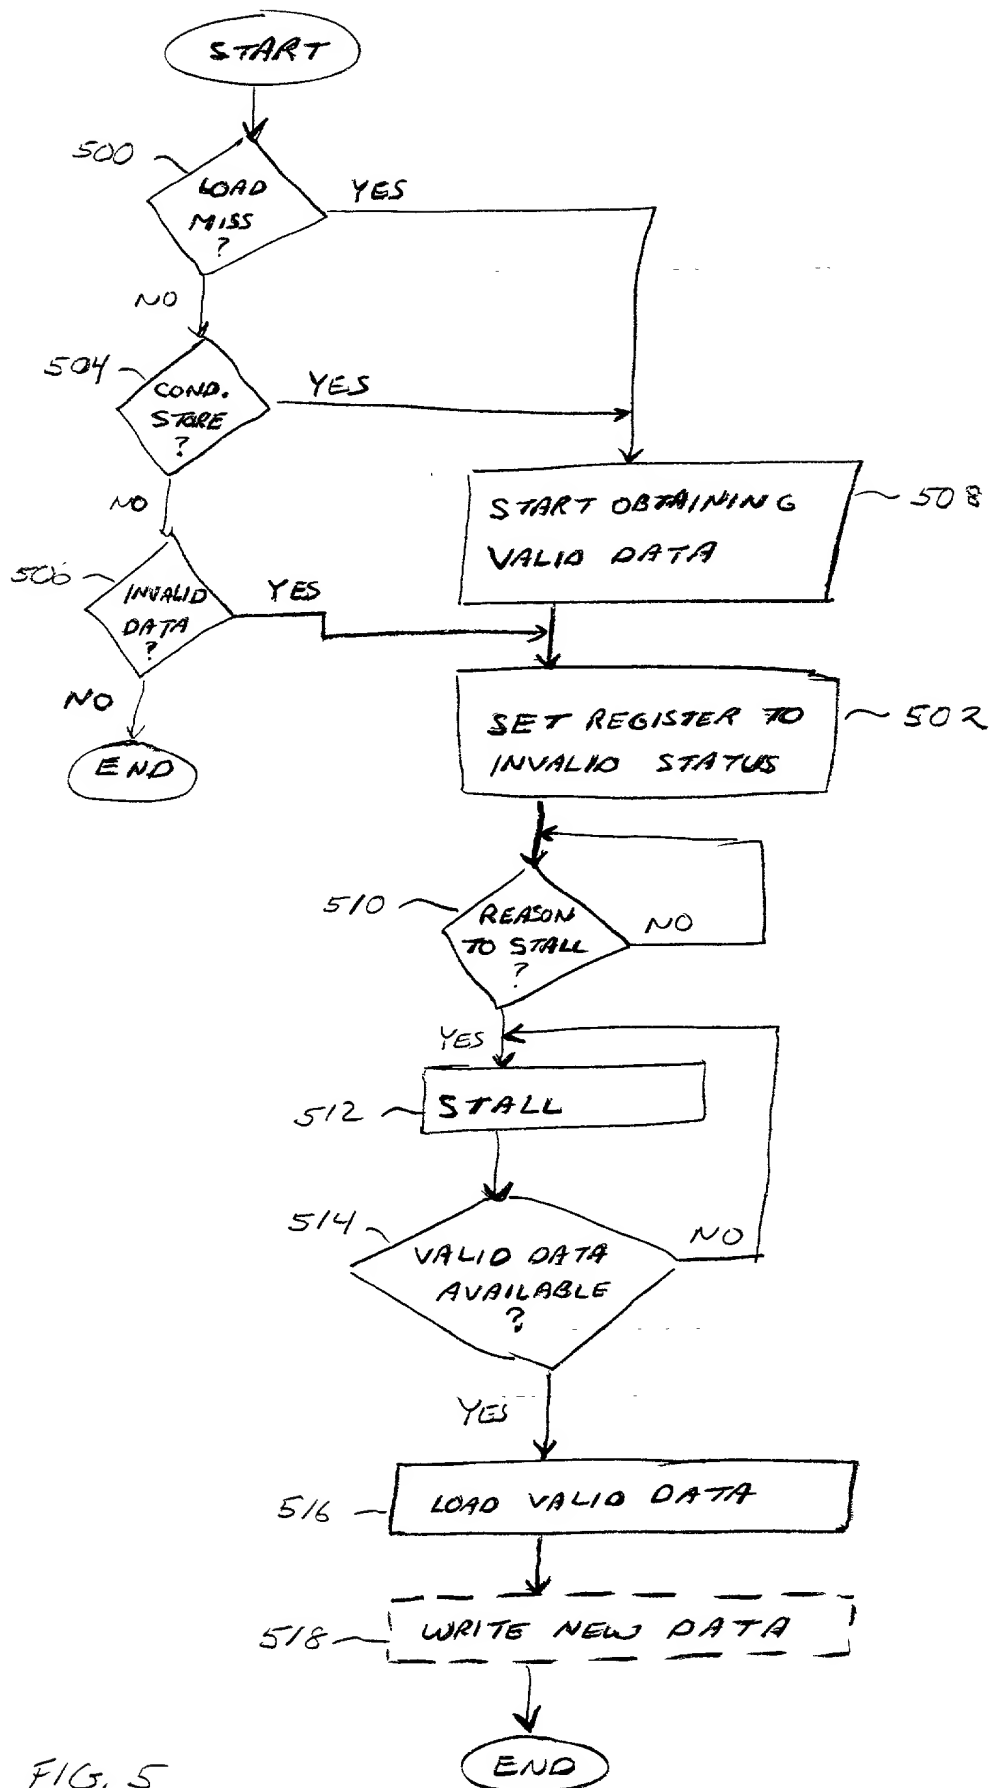 START
500
LOAD
MISS
?
YES
NO
504
COND.
STORE
?
YES
NO
508
START OBTAINING
VALID DATA
506
INVALID
DATA
?
YES
NO
END
502
SET REGISTER TO
INVALID STATUS
510
REASON
TO STALL
?
NO
YES
512
STALL
514
VALID DATA
AVAILABLE
?
NO
YES
516
LOAD VALID DATA
518
WRITE NEW DATA
END
FIG. 5